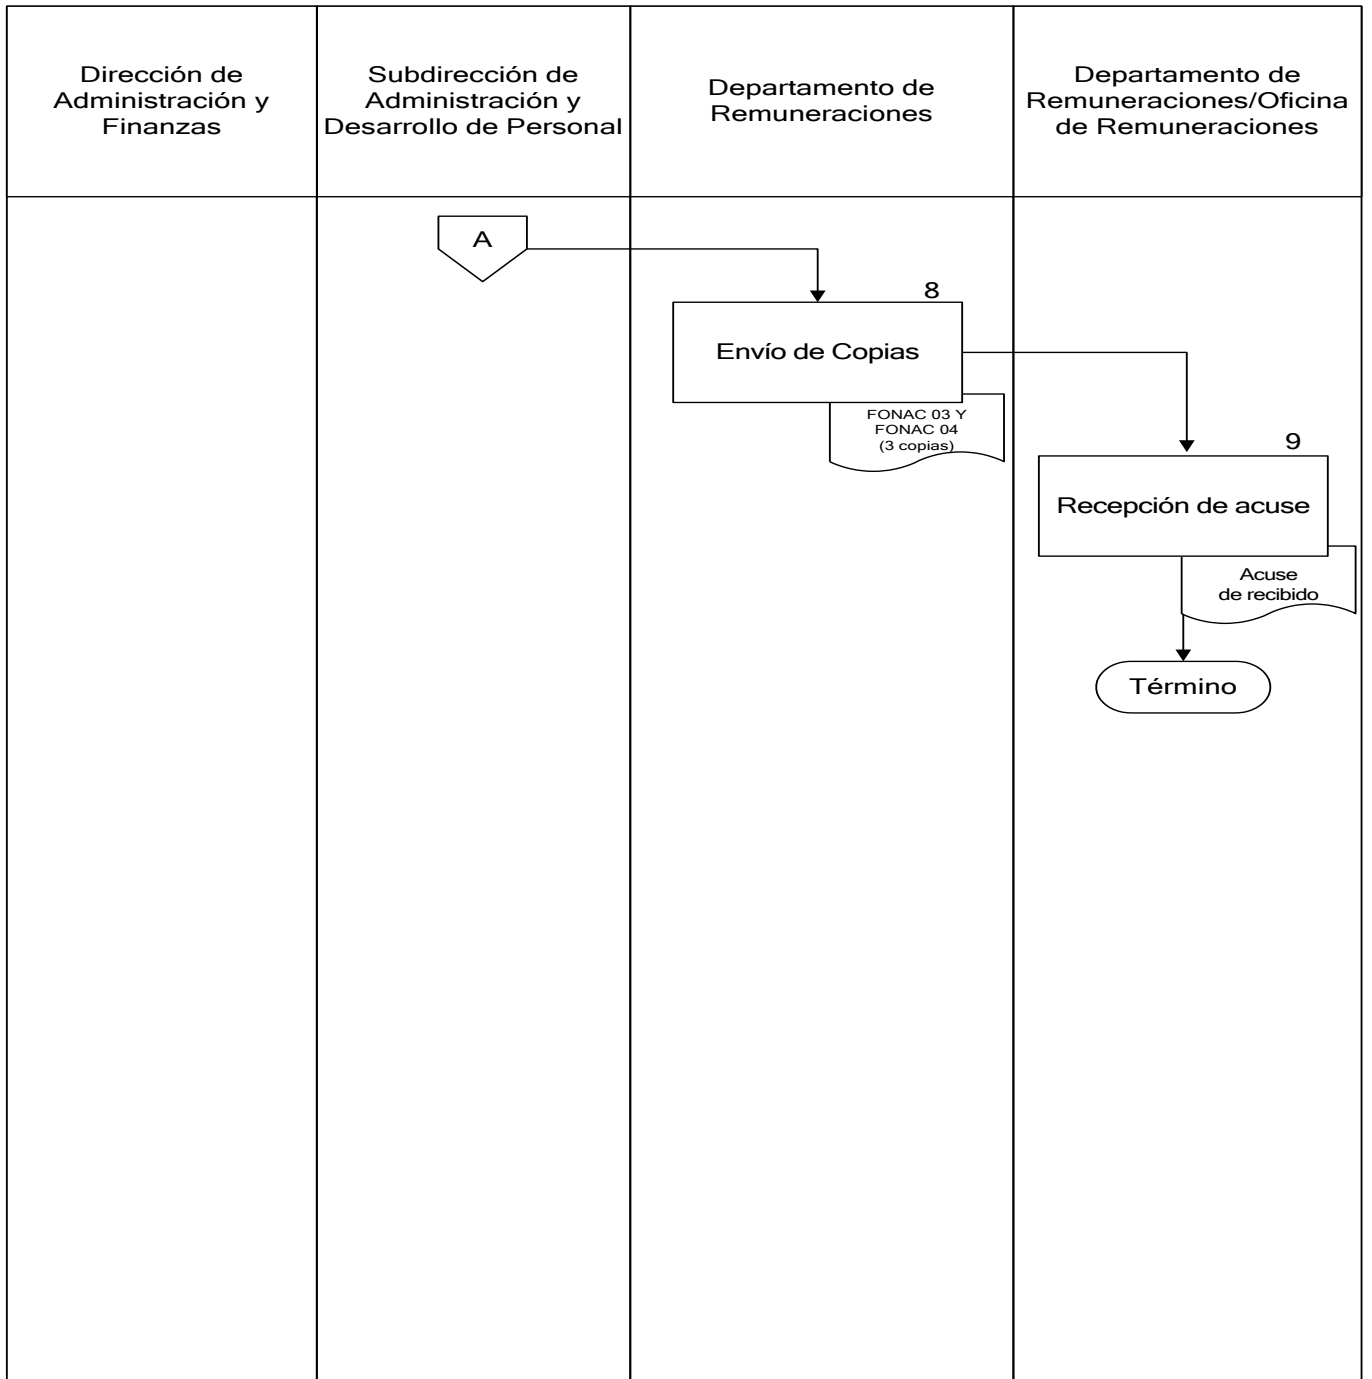 Dirección de
Administración y
Finanzas
Subdirección de
Administración y
Desarrollo de Personal
Departamento de
Remuneraciones
Departamento de
Remuneraciones/Oficina
de Remuneraciones
A
8
Envío de Copias
FONAC 03 Y
FONAC 04
(3 copias)
9
Recepción de acuse
Acuse
de recibido
Término